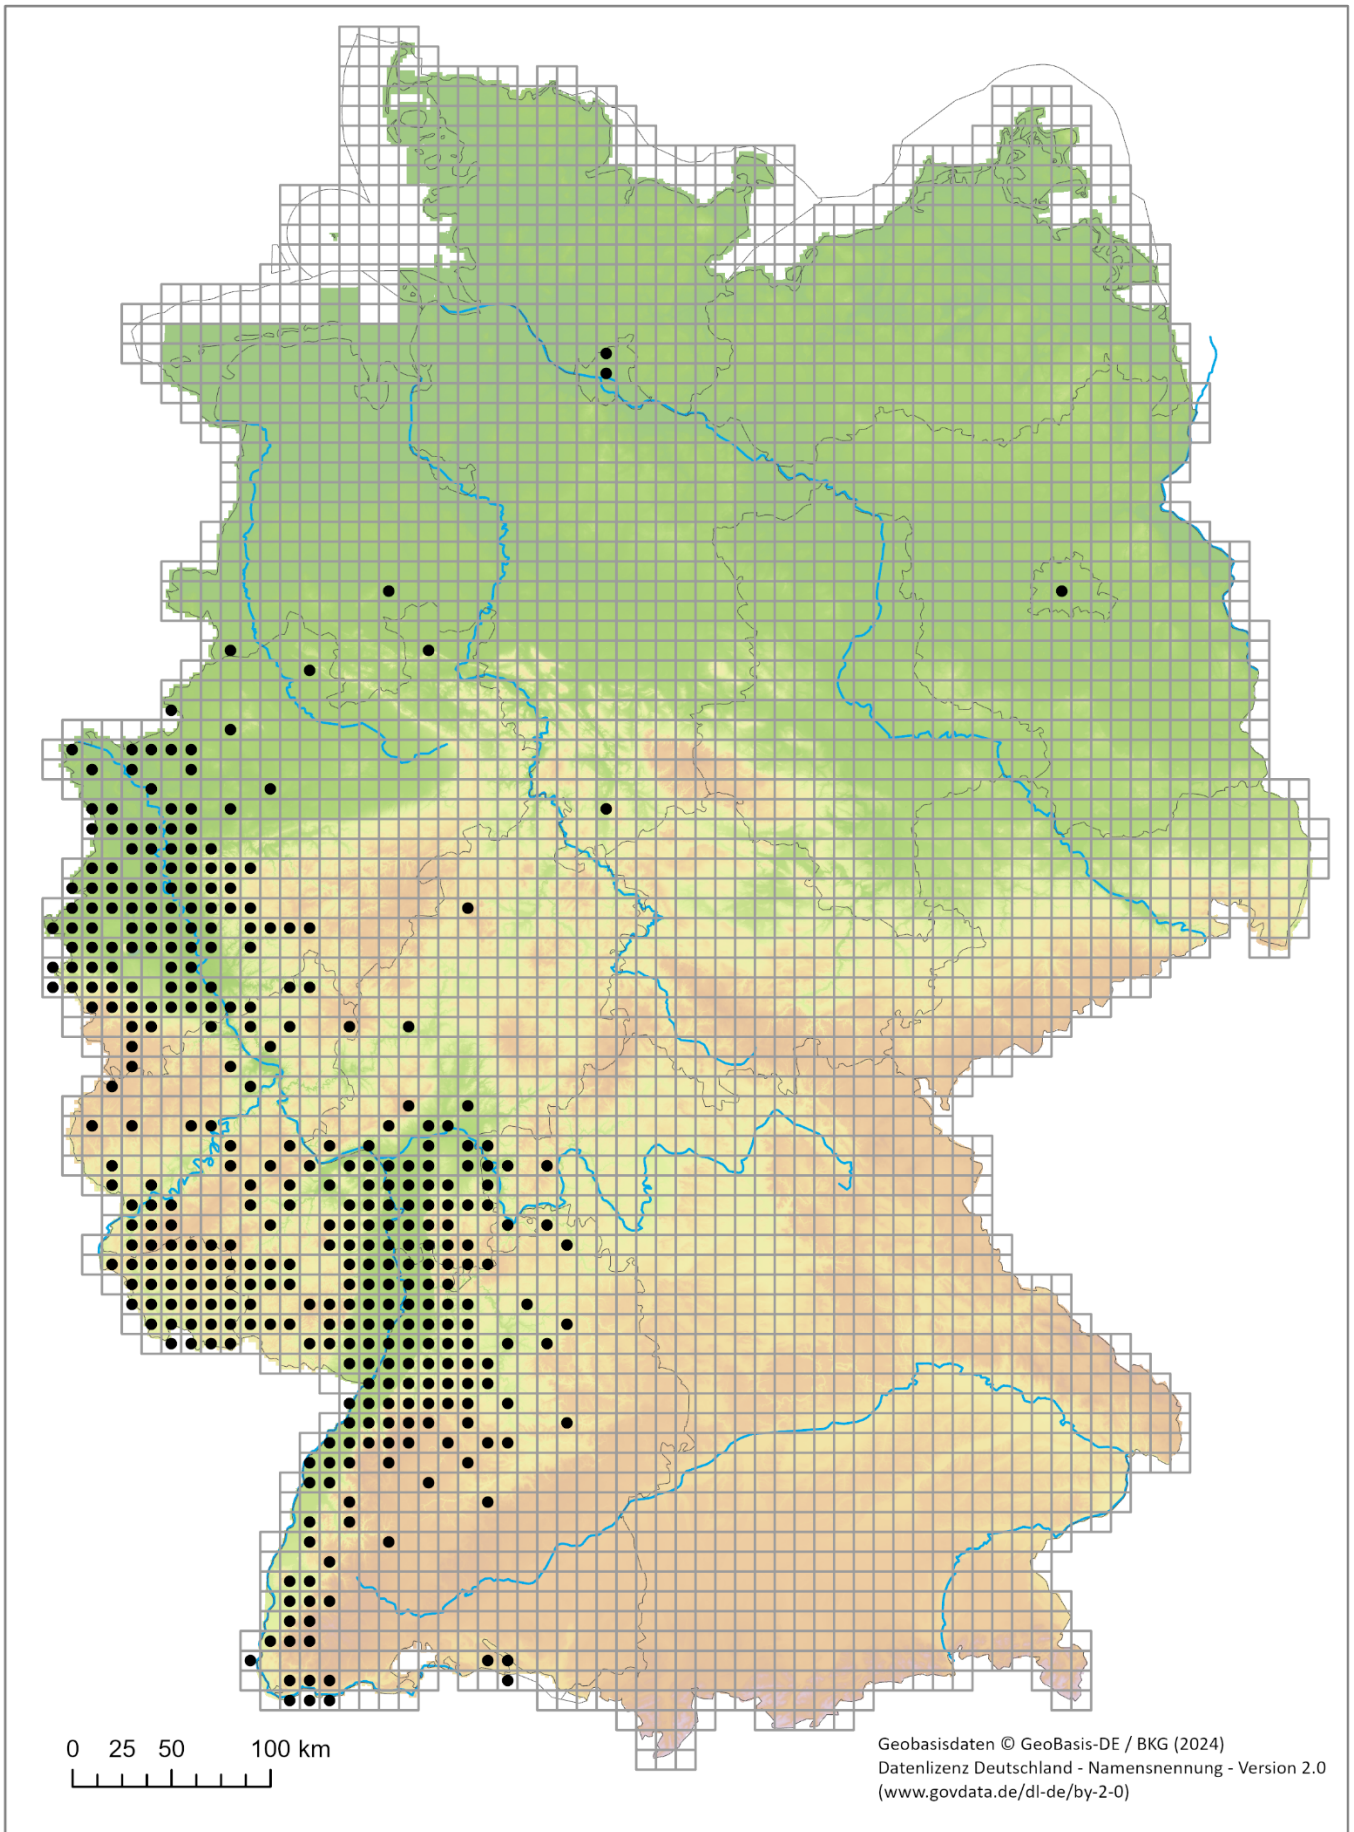 0 25 50 100 km
Geobasisdaten © GeoBasis-DE / BKG (2024)
Datenlizenz Deutschland - Namensnennung - Version 2.0
(www.govdata.de/dl-de/by-2-0)